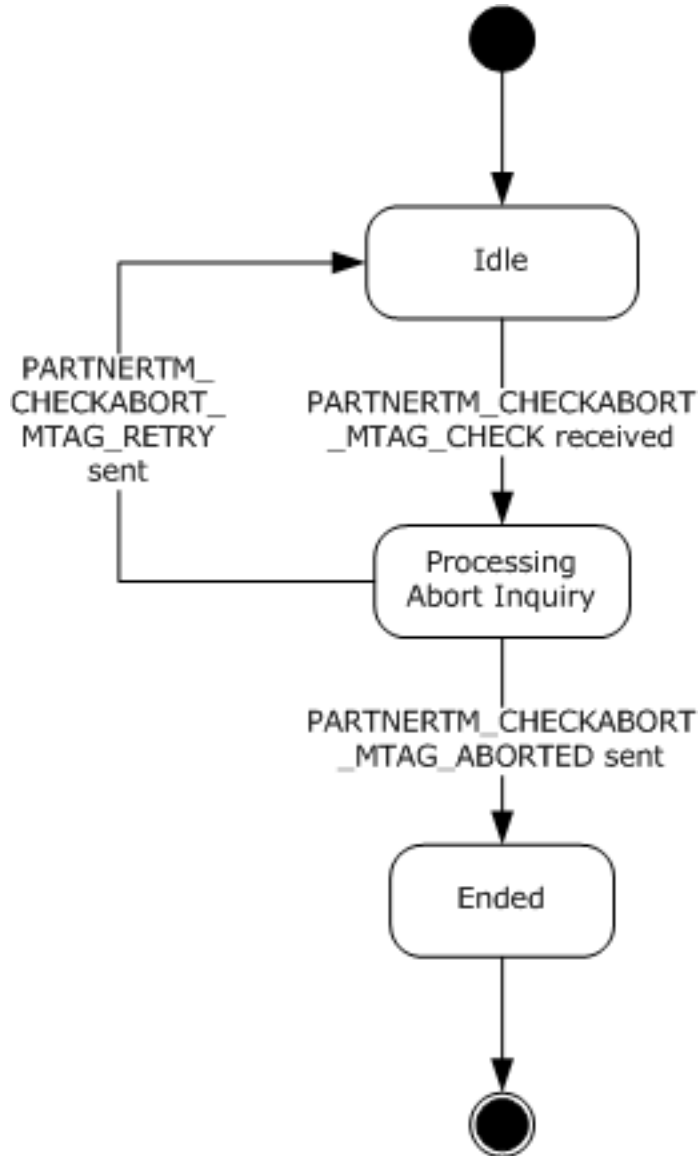 Idle
PARTNERTM_
CHECKABORT_
MTAG_RETRY
sent
PARTNERTM_CHECKABORT
_MTAG_CHECK received
Processing
Abort Inquiry
PARTNERTM_CHECKABORT
_MTAG_ABORTED sent
Ended